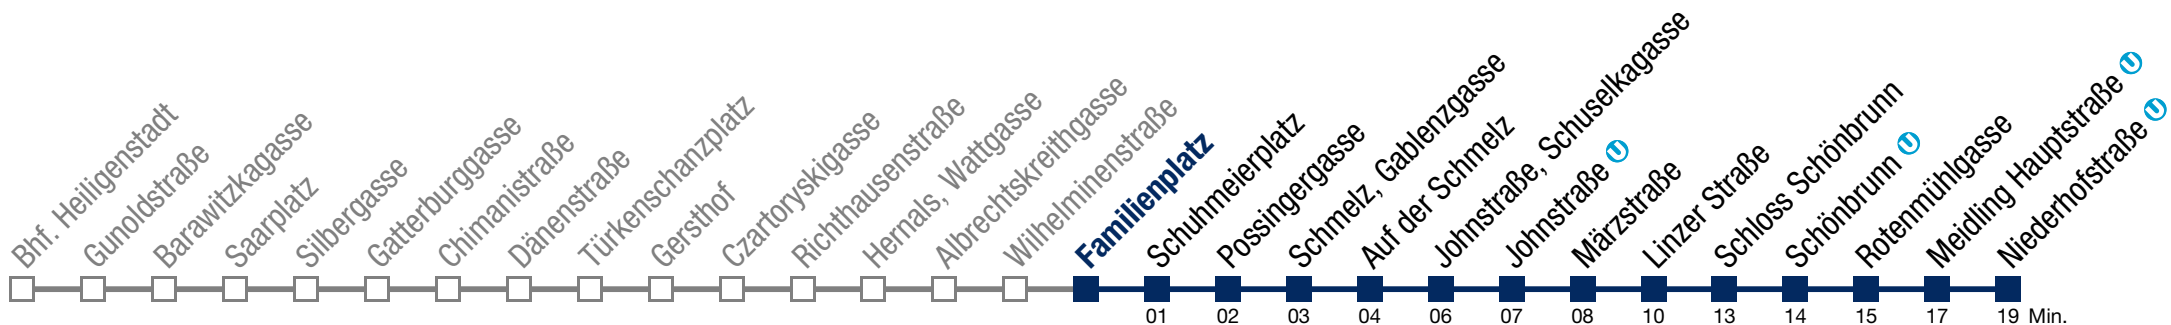 Bhf. Heiligenstadt
Gunoldstraße
Barawitzkagasse
Saarplatz
Silbergasse
Gatterburggasse
Chimanistraße
Dänenstraße
Türkenschanzplatz
Gersthof
Czartoryskigasse
Richthausenstraße
Hernals, Wattgasse
Albrechtskreithgasse
Wilhelminenstraße
Familienplatz
Schuhmeierplatz
Possingergasse
Schmelz, Gablenzgasse
Auf der Schmelz
Johnstraße, Schuselkagasse
Johnstraße U
Märzstraße
Linzer Straße
Schloss Schönbrunn
Schönbrunn U
Rotenmühlgasse
Meidling Hauptstraße U
Niederhofstraße U
01 02 03 04 06 07 08 10 13 14 15 17 19 Min.